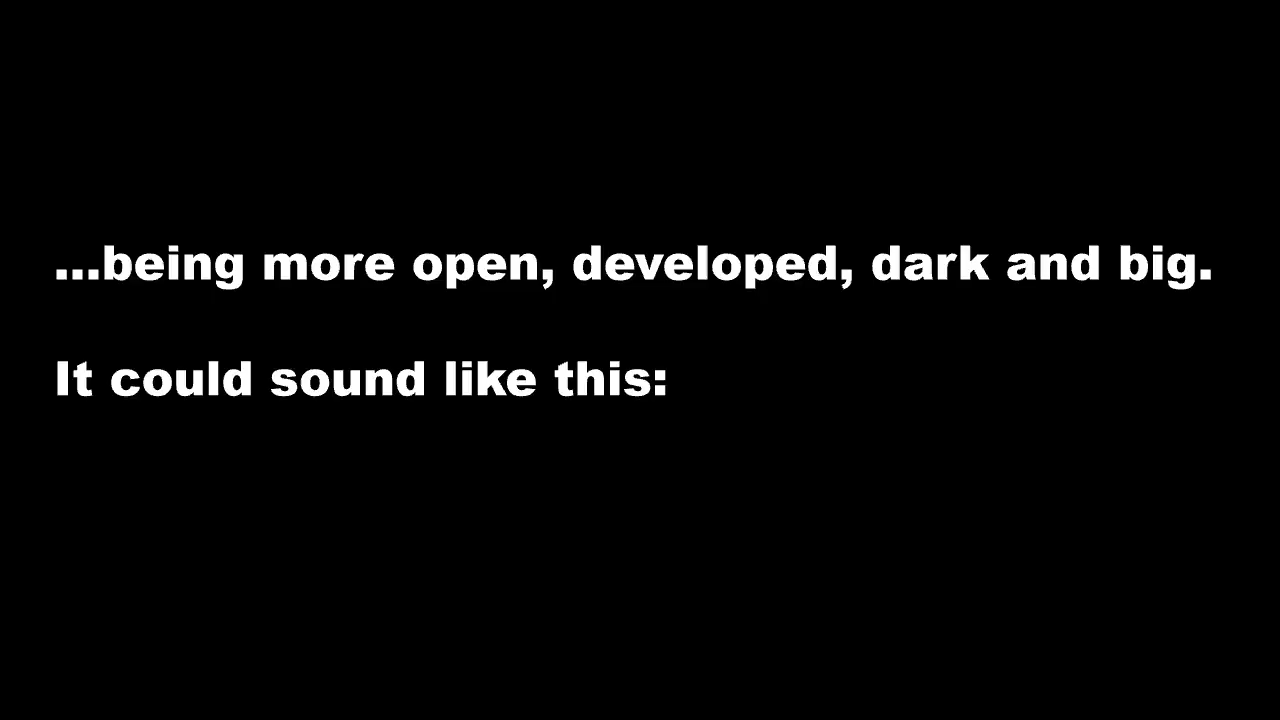 ...being more open, developed, dark and big.
It could sound like this: